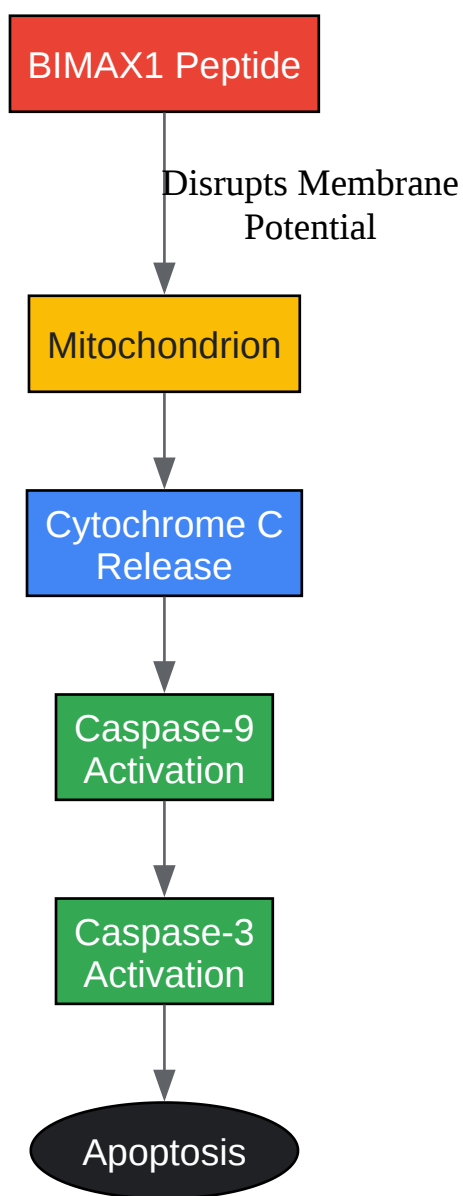 BIMAX1 Peptide
Disrupts Membrane
Potential
Mitochondrion
Cytochrome C
Release
Caspase-9
Activation
Caspase-3
Activation
Apoptosis